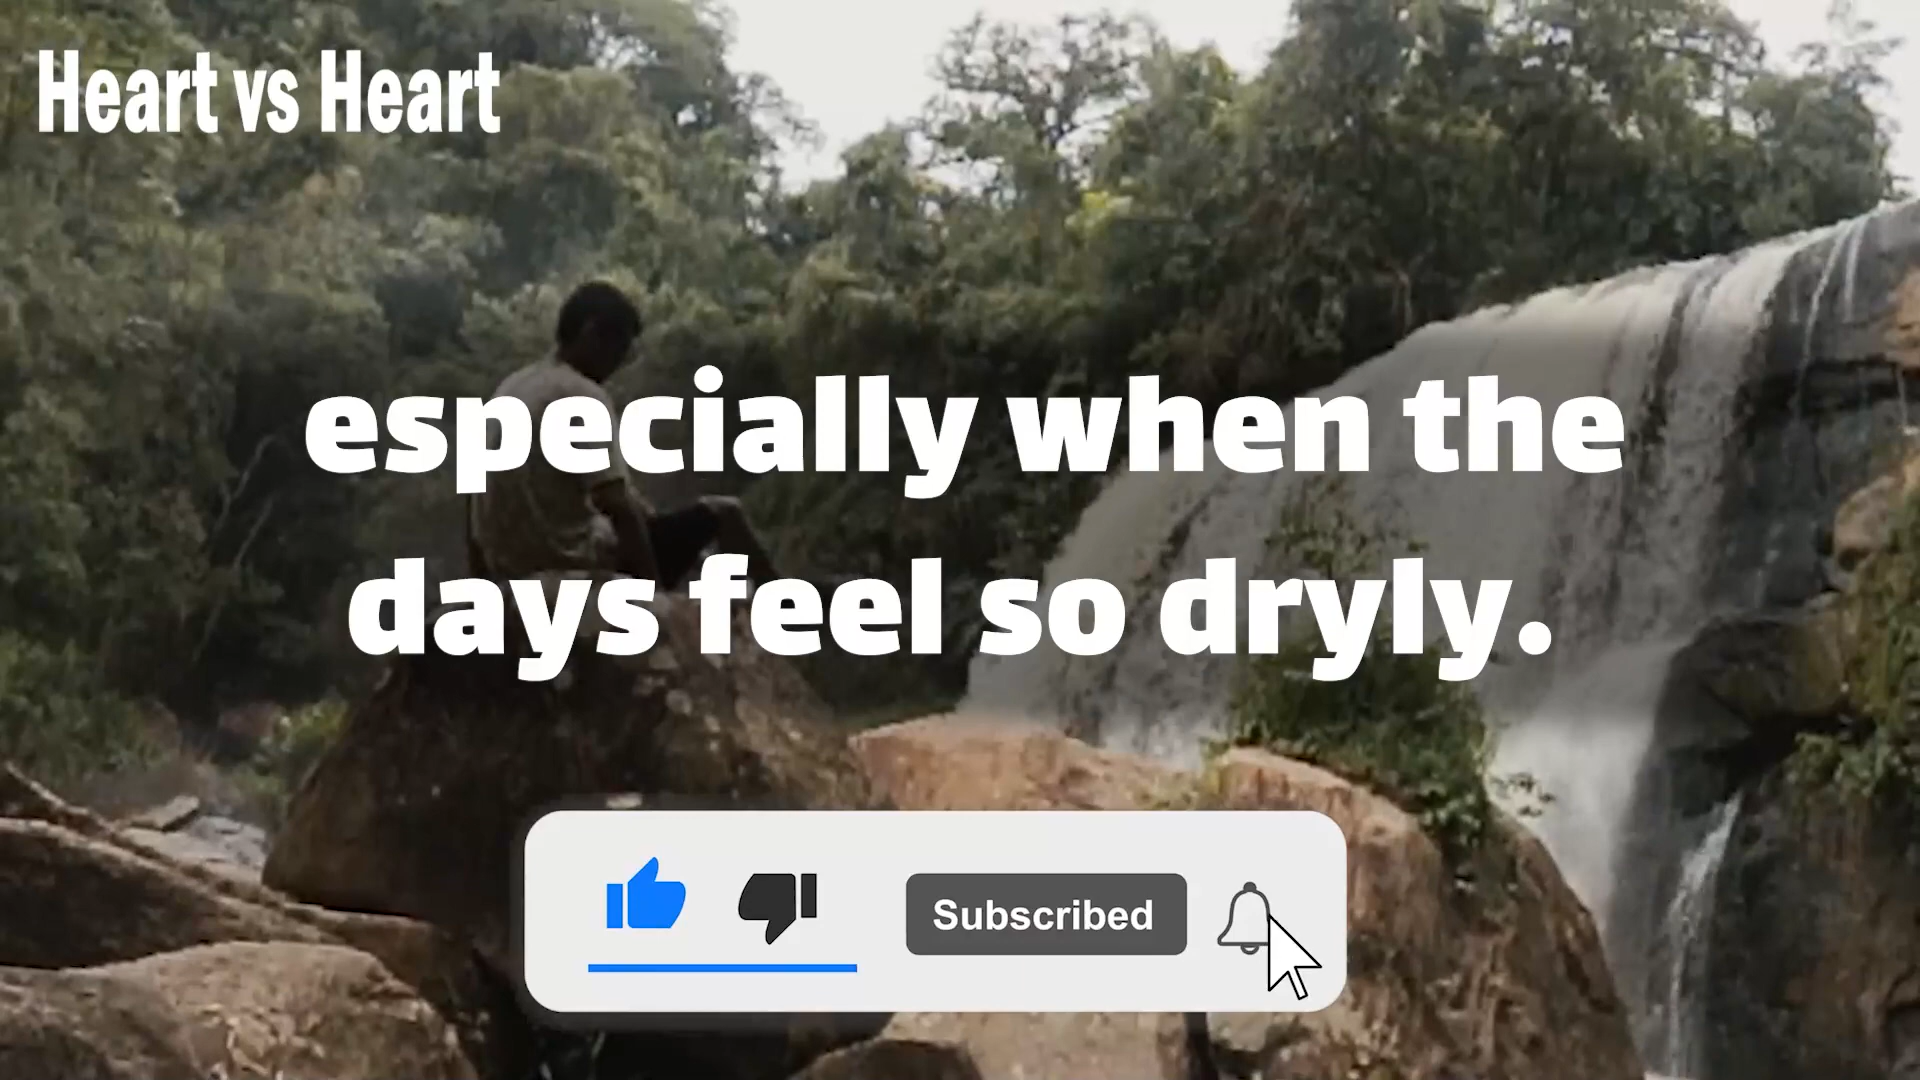 Heart vs Heart
especially when the
days feel so dryly.
Subscribed